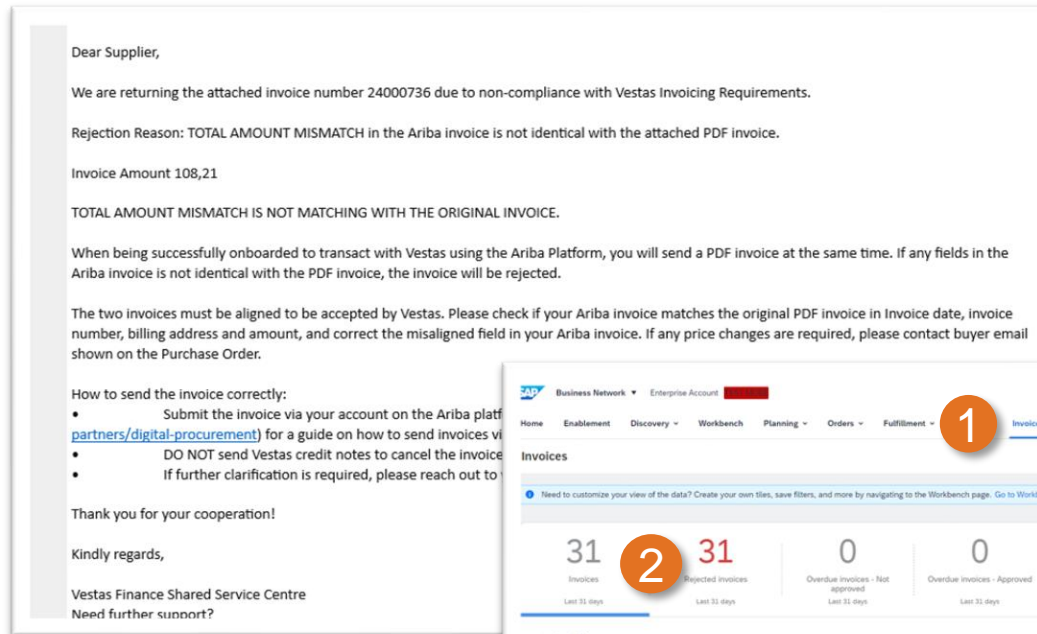 Dear Supplier,
We are returning the attached invoice number 24000736 due to non-compliance with Vestas Invoicing Requirements.
Rejection Reason: TOTAL AMOUNT MISMATCH in the Ariba invoice is not identical with the attached PDF invoice.
Invoice Amount 108,21
TOTAL AMOUNT MISMATCH IS NOT MATCHING WITH THE ORIGINAL INVOICE.
When being successfully onboarded to transact with Vestas using the Ariba Platform, you will send a PDF invoice at the same time. If any fields in the
Ariba invoice is not identical with the PDF invoice, the invoice will be rejected.
The two invoices must be aligned to be accepted by Vestas. Please check if your Ariba invoice matches the original PDF invoice in Invoice date, invoice
number, billing address and amount, and correct the misaligned field in your Ariba invoice. If any price changes are required, please contact buyer email
shown on the Purchase Order.
How to send the invoice correctly:
• Submit the invoice via your account on the Ariba platf
partners/digital-procurement) for a guide on how to send invoices vi
• DO NOT send Vestas credit notes to cancel the invoice
• If further clarification is required, please reach out to
Thank you for your cooperation!
Kindly regards,
Vestas Finance Shared Service Centre
Need further support?
SAP Business Network Enterprise Account
Home Enablement Discovery Workbench Planning Orders Fulfillment 1 Invoice
Invoices
Need to customize your view of the data? Create your own tiles, save filters, and more by navigating to the Workbench page. Go to Work
31 2 31 0 0
Invoices Rejected invoices Overdue invoices - Not approved Overdue invoices - Approved
Last 31 days Last 31 days Last 31 days Last 31 days